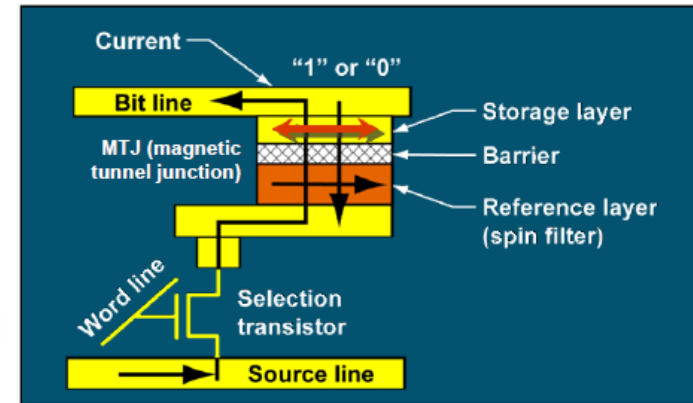 Current
“1” or “0”
Bit line
Storage layer
MTJ (magnetic
tunnel junction)
Barrier
Reference layer
(spin filter)
Word line
Selection
transistor
Source line